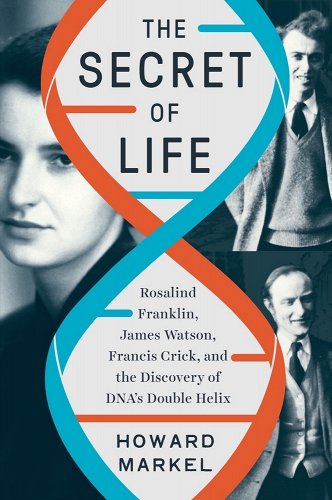 THE
SECRET
OF
LIFE
Rosalind
Franklin,
James Watson,
Francis Crick, and
the Discovery of
DNA's Double Helix
HOWARD
MARKEL